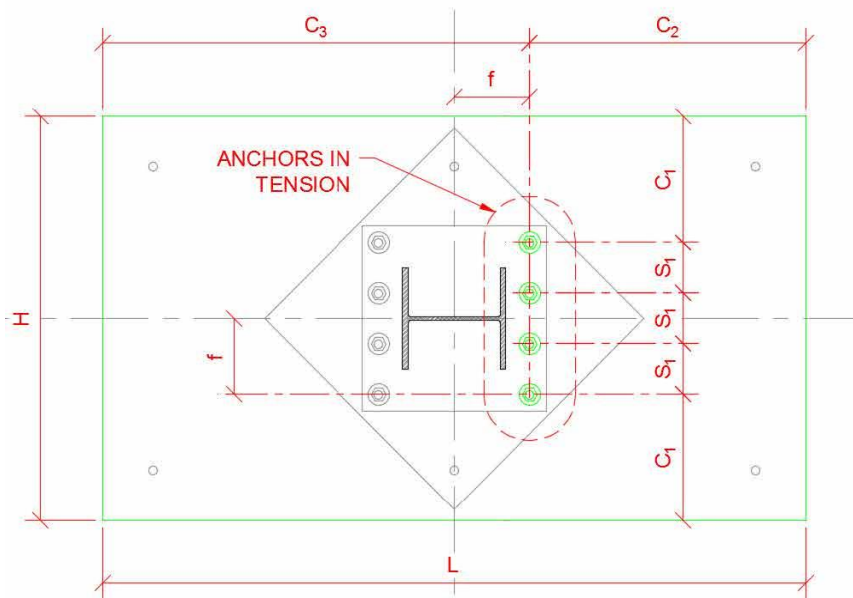 C3
C2
f
ANCHORS IN
TENSION
C1
S1
S1
S1
C1
H
f
L